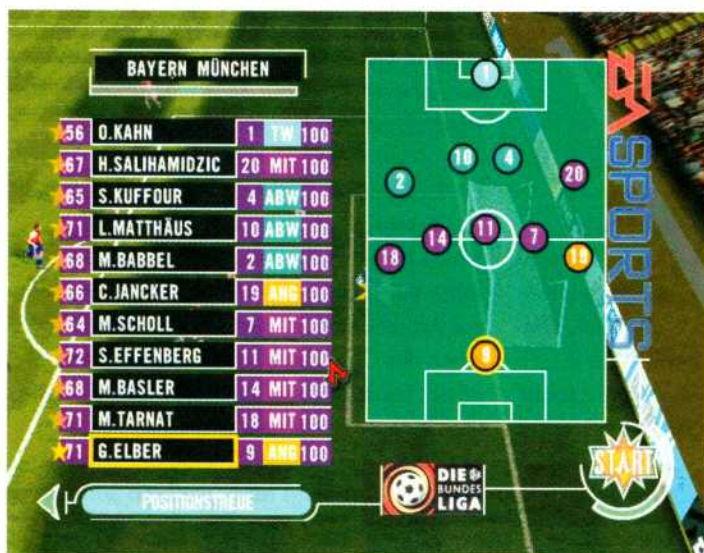 BAYERN MÜNCHEN
56 O.KAHN 1 TW 100
67 H.SALIHAMIDZIC 20 MIT 100
65 S.KUFFOUR 4 ABW 100
71 L.MATTHÄUS 10 ABW 100
68 M.BABBEL 2 ABW 100
66 C.JANCKER 19 ANG 100
64 M.SCHOLL 7 MIT 100
72 S.EFFENBERG 11 MIT 100
68 M.BASLER 14 MIT 100
71 M.TARNAT 18 MIT 100
71 G.ELBER 9 ANG 100
POSITIONSTREUE
1
10 4
2 20
11
14 7
18 19
9
EA SPORTS
DIE
BUNDES
LIGA
START